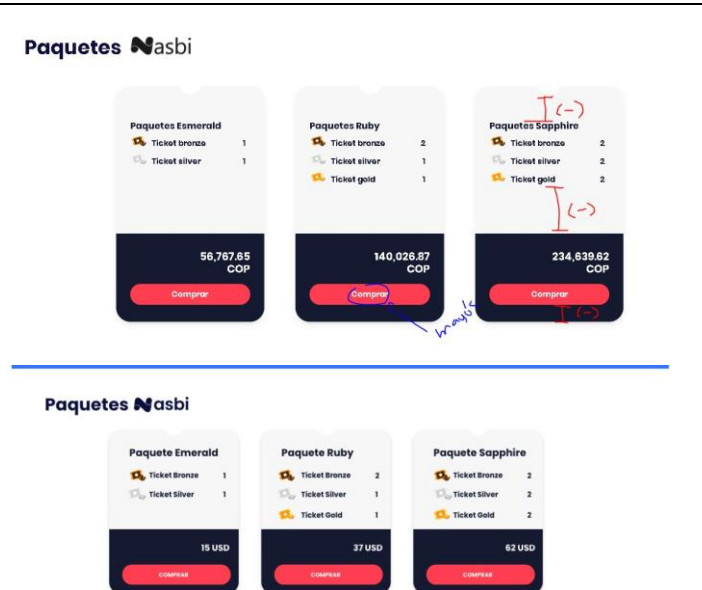 Paquetes Nasbi
Paquetes Esmerald
Ticket bronze 1
Ticket silver 1
56,767.65
COP
Comprar
Paquetes Ruby
Ticket bronze 2
Ticket silver 1
Ticket gold 1
140,026.87
COP
Comprar
mayús
(-)
Paquetes Sapphire
Ticket bronze 2
Ticket silver 2
Ticket gold 2
(-)
234,639.62
COP
Comprar
(-)
Paquetes Nasbi
Paquete Emerald
Ticket Bronze 1
Ticket Silver 1
15 USD
COMPRAR
Paquete Ruby
Ticket Bronze 2
Ticket Silver 1
Ticket Gold 1
37 USD
COMPRAR
Paquete Sapphire
Ticket Bronze 2
Ticket Silver 2
Ticket Gold 2
62 USD
COMPRAR